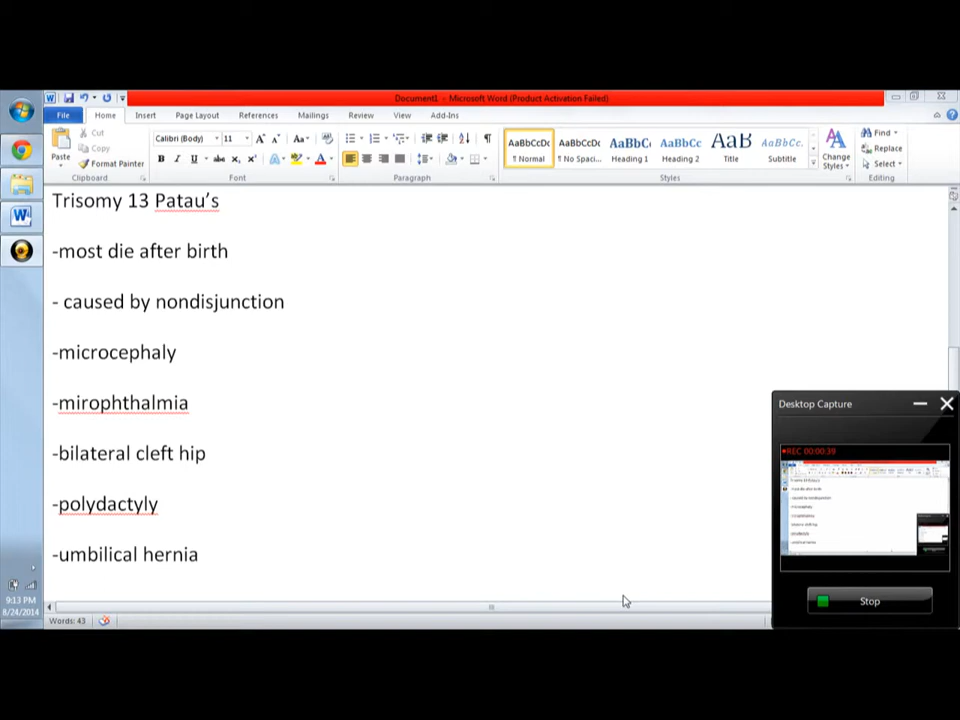 Document1 - Microsoft Word (Product Activation Failed)
File Home Insert Page Layout References Mailings Review View Add-Ins
Paste
Cut
Copy
Format Painter
Calibri (Body) 11
AaBbCcDc AaBbCcDc AaBbC AaBbCc AaB AaBbCc.
¶ Normal ¶ No Spaci... Heading 1 Heading 2 Title Subtitle
Change Styles
Find
Replace
Select
Clipboard Font Paragraph Styles Editing
Trisomy 13 Patau's
-most die after birth
- caused by nondisjunction
-microcephaly
-mirophthalmia
-bilateral cleft hip
-polydactyly
-umbilical hernia
Desktop Capture
REC 00:00:39
Stop
9:13 PM
8/24/2014
Words: 43